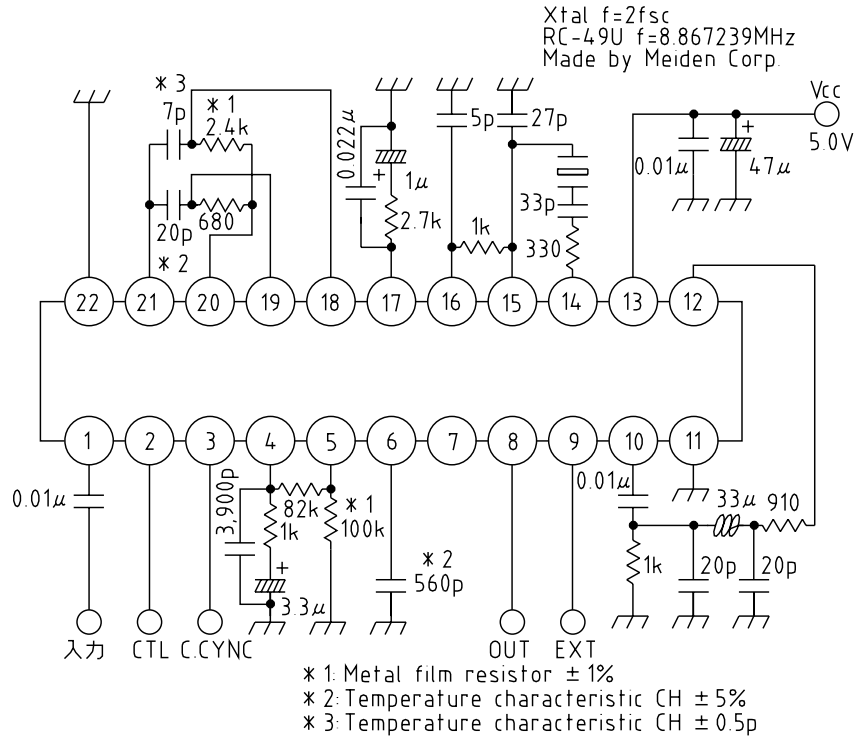 Xtal f=2fsc
RC-49U f=8.867239MHz
Made by Meiden Corp.
Vcc
5.0V
* 3
7p
* 1
2.4k
20p
680
* 2
0.022μ
+
1μ
2.7k
5p
27p
1k
33p
330
0.01μ
+
47μ
22 21 20 19 18 17 16 15 14 13 12
1 2 3 4 5 6 7 8 9 10 11
0.01μ
3,900p
82k
1k
+
3.3μ
* 1
100k
* 2
560p
0.01μ
33μ
910
1k
20p
20p
入力 CTL C.CYNC OUT EXT
* 1: Metal film resistor ± 1%
* 2: Temperature characteristic CH ± 5%
* 3: Temperature characteristic CH ± 0.5p